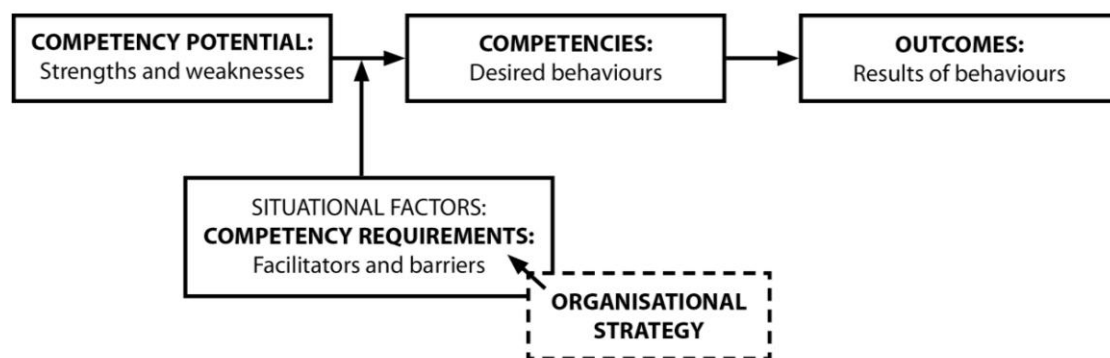 COMPETENCY POTENTIAL:
Strengths and weaknesses
COMPETENCIES:
Desired behaviours
OUTCOMES:
Results of behaviours
SITUATIONAL FACTORS:
COMPETENCY REQUIREMENTS:
Facilitators and barriers
ORGANISATIONAL
STRATEGY